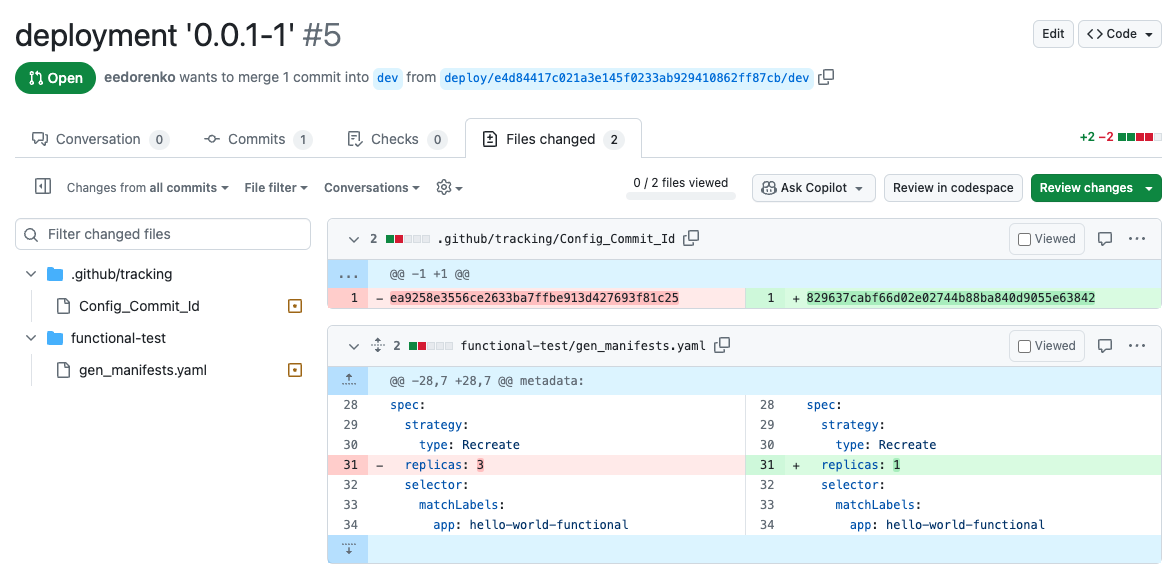 deployment '0.0.1-1' #5
Edit
<> Code
Open
eedorenko wants to merge 1 commit into dev from deploy/e4d84417c021a3e145f0233ab929410862ff87cb/dev
Conversation 0
Commits 1
Checks 0
Files changed 2
+2 −2
Changes from all commits
File filter
Conversations
0 / 2 files viewed
Ask Copilot
Review in codespace
Review changes
Filter changed files
.github/tracking
Config_Commit_Id
functional-test
gen_manifests.yaml
2 .github/tracking/Config_Commit_Id
Viewed
...
@@ -1 +1 @@
1 - ea9258e3556ce2633ba7ffbe913d427693f81c25
1 + 829637cabf66d02e02744b88ba840d9055e63842
2 functional-test/gen_manifests.yaml
Viewed
@@ -28,7 +28,7 @@ metadata:
28 spec:
29 strategy:
30 type: Recreate
31 - replicas: 3
32 selector:
33 matchLabels:
34 app: hello-world-functional
28 spec:
29 strategy:
30 type: Recreate
31 + replicas: 1
32 selector:
33 matchLabels:
34 app: hello-world-functional